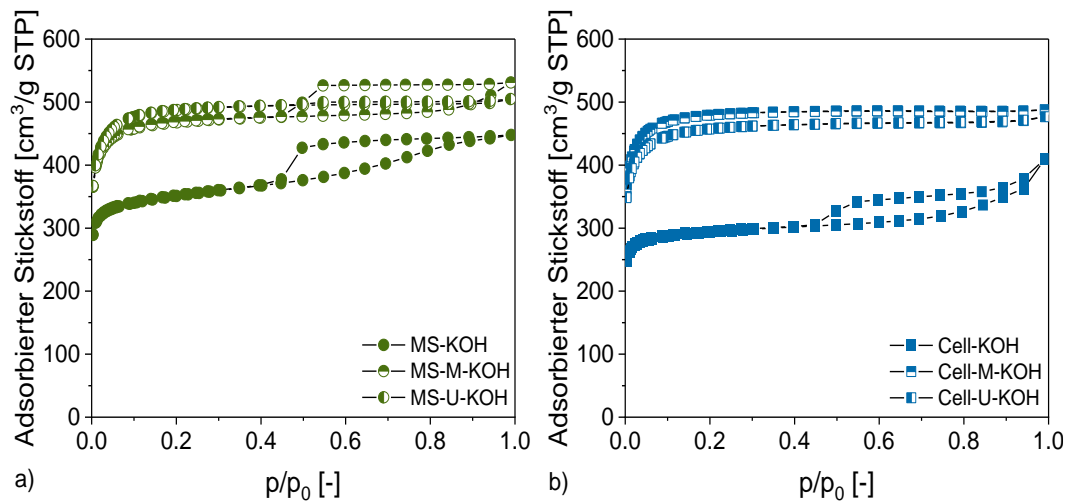 Adsorbierter Stickstoff [cm³/g STP]
600
500
400
300
200
100
0
0.0 0.2 0.4 0.6 0.8 1.0
MS-KOH
MS-M-KOH
MS-U-KOH
a)
p/p₀ [-]
Adsorbierter Stickstoff [cm³/g STP]
600
500
400
300
200
100
0
0.0 0.2 0.4 0.6 0.8 1.0
Cell-KOH
Cell-M-KOH
Cell-U-KOH
b)
p/p₀ [-]